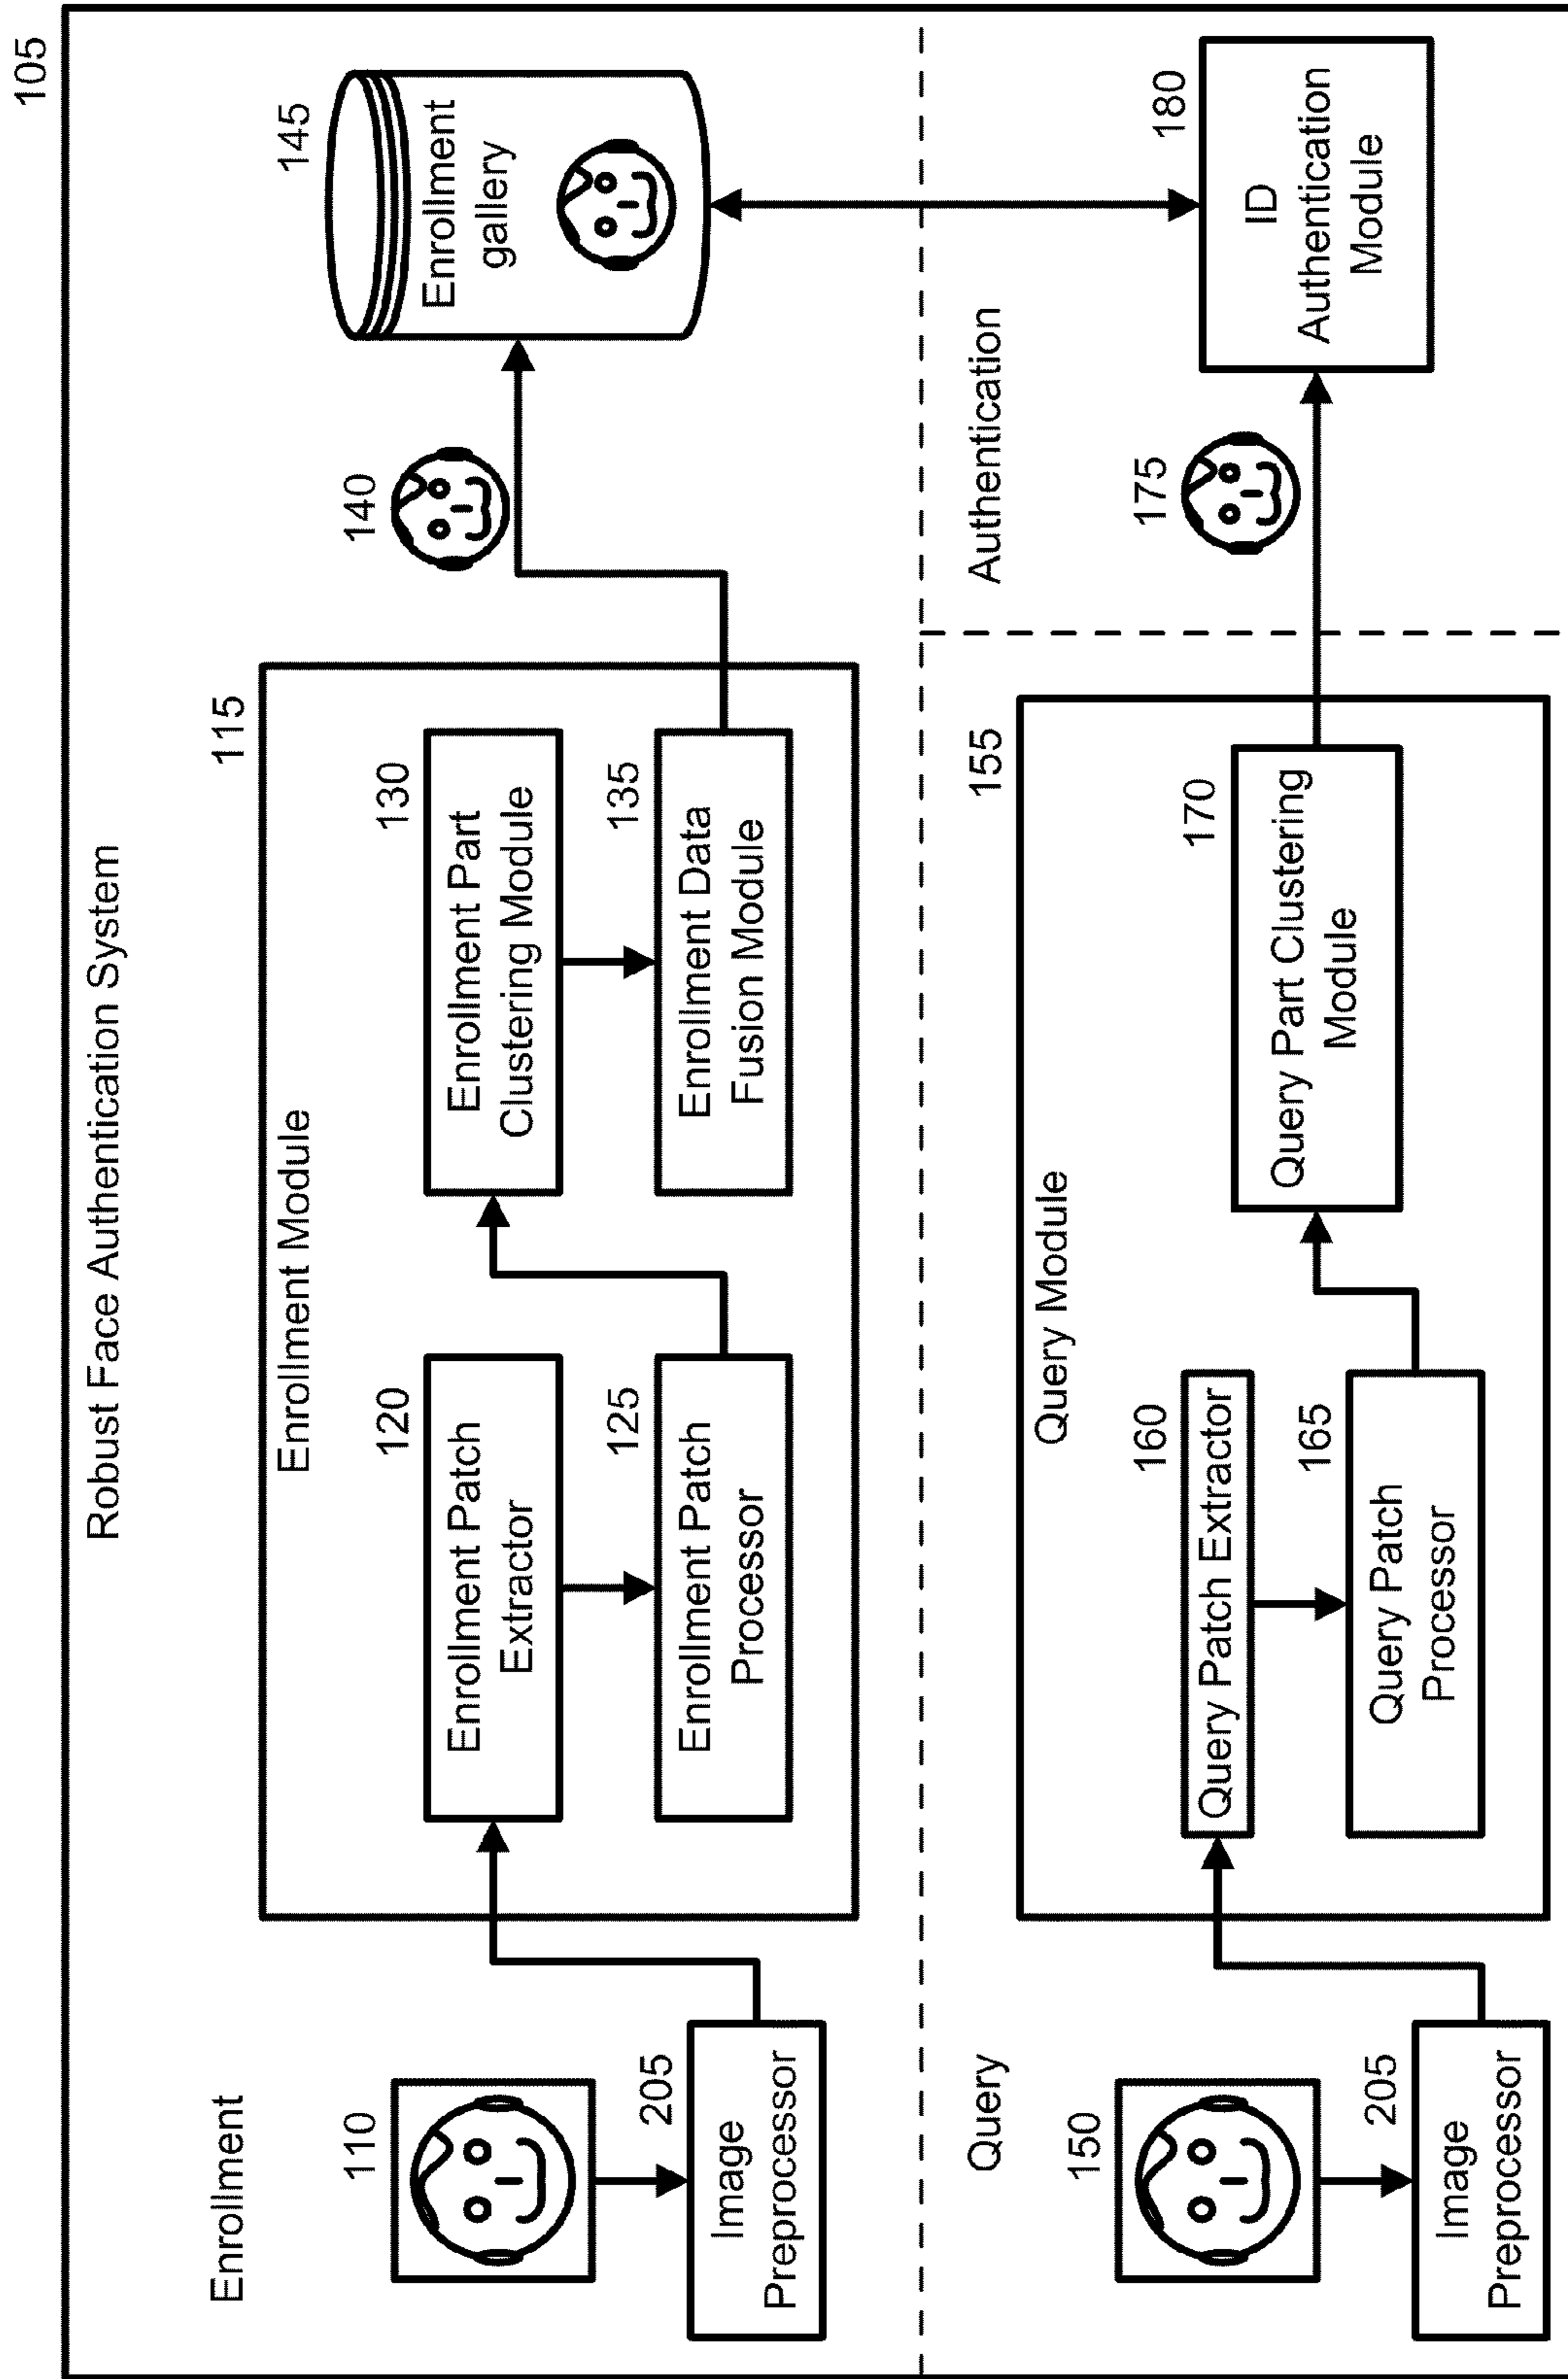 105
Robust Face Authentication System
Enrollment
110
205
Image
Preprocessor
115
Enrollment Module
120
Enrollment Patch
Extractor
125
Enrollment Patch
Processor
130
Enrollment Part
Clustering Module
135
Enrollment Data
Fusion Module
140
145
Enrollment
gallery
Query
150
205
Image
Preprocessor
155
Query Module
160
Query Patch Extractor
165
Query Patch
Processor
170
Query Part Clustering
Module
Authentication
175
180
ID
Authentication
Module